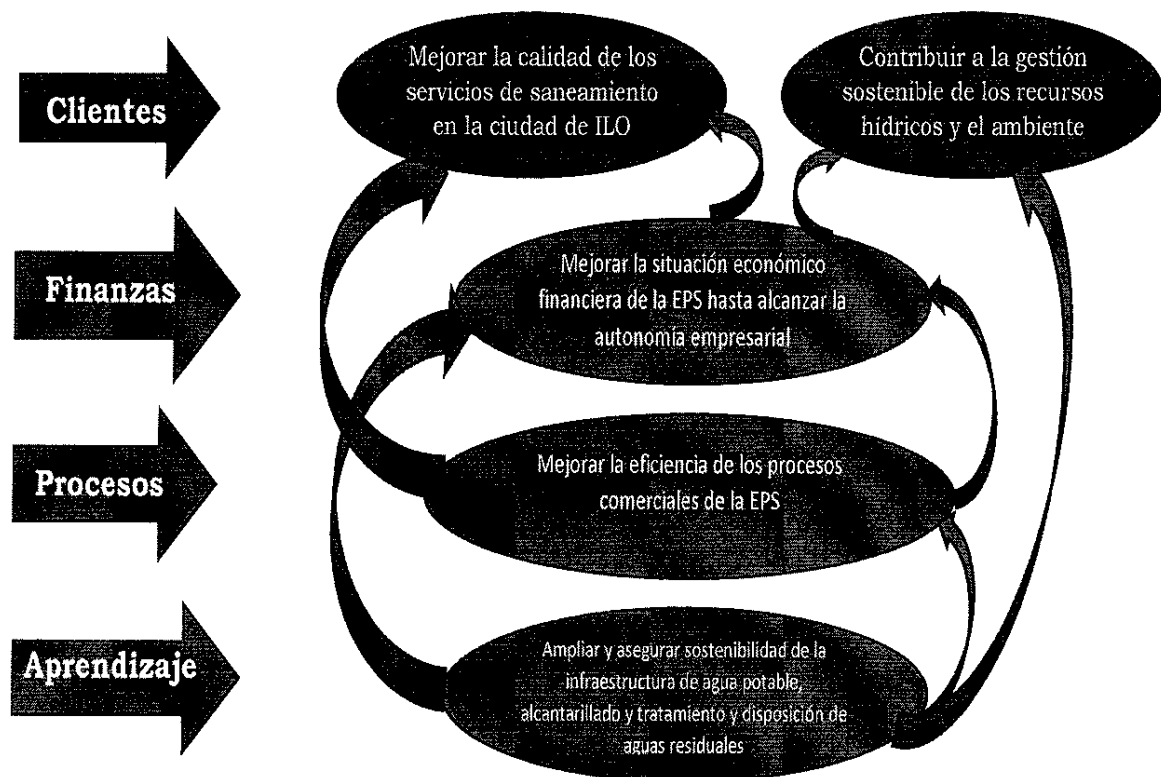 Clientes
Mejorar la calidad de los
servicios de saneamiento
en la ciudad de ILO
Contribuir a la gestión
sostenible de los recursos
hídricos y el ambiente
Finanzas
Mejorar la situación económico
financiera de la EPS hasta alcanzar la
autonomía empresarial
Procesos
Mejorar la eficiencia de los procesos
comerciales de la EPS
Aprendizaje
Ampliar y asegurar sostenibilidad de la
infraestructura de agua potable,
alcantarillado y tratamiento y disposición de
aguas residuales